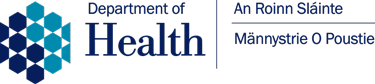 Department of
Health
An Roinn Sláinte
Männystrie O Poustie